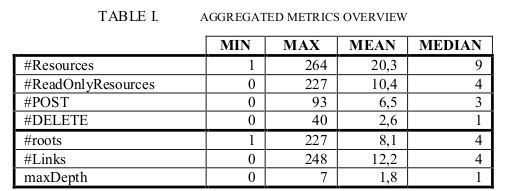 TABLE I. AGGREGATED METRICS OVERVIEW
MIN MAX MEAN MEDIAN
#Resources 1 264 20,3 9
#ReadOnlyResources 0 227 10,4 4
#POST 0 93 6,5 3
#DELETE 0 40 2,6 1
#roots 1 227 8,1 4
#Links 0 248 12,2 4
maxDepth 0 7 1,8 1